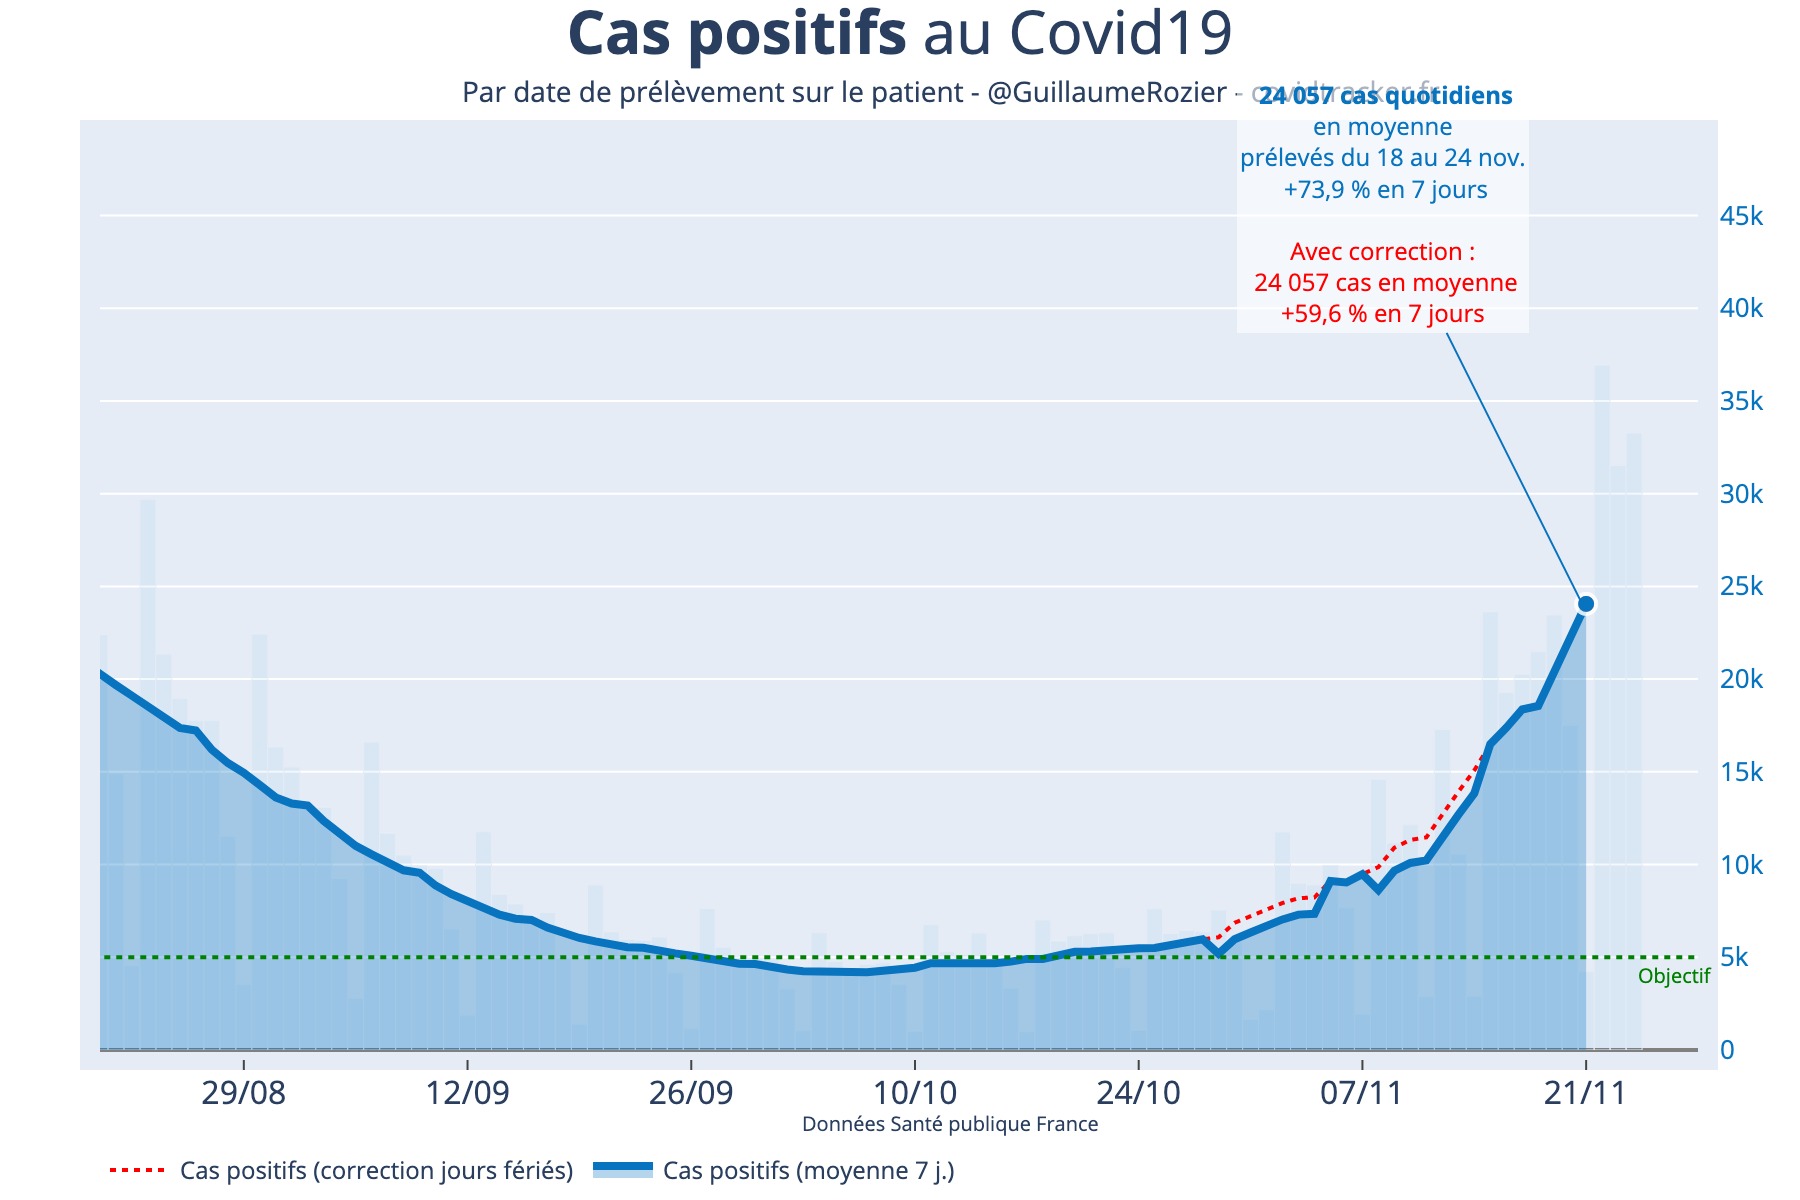 Cas positifs au Covid19
Par date de prélèvement sur le patient - @GuillaumeRozier - covidtracker.fr
24 057 cas quotidiens
en moyenne
prélevés du 18 au 24 nov.
+73,9 % en 7 jours
Avec correction :
24 057 cas en moyenne
+59,6 % en 7 jours
45k
40k
35k
30k
25k
20k
15k
10k
5k
Objectif
0
29/08 12/09 26/09 10/10 24/10 07/11 21/11
Données Santé publique France
Cas positifs (correction jours fériés) Cas positifs (moyenne 7 j.)